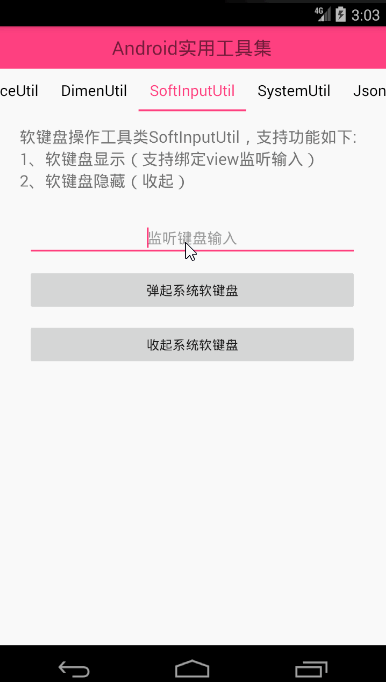 4G 3:03
Android实用工具集
ceUtil DimenUtil SoftInputUtil SystemUtil Json
软键盘操作工具类SoftInputUtil，支持功能如下:
1、软键盘显示（支持绑定view监听输入）
2、软键盘隐藏（收起）
监听键盘输入
弹起系统软键盘
收起系统软键盘